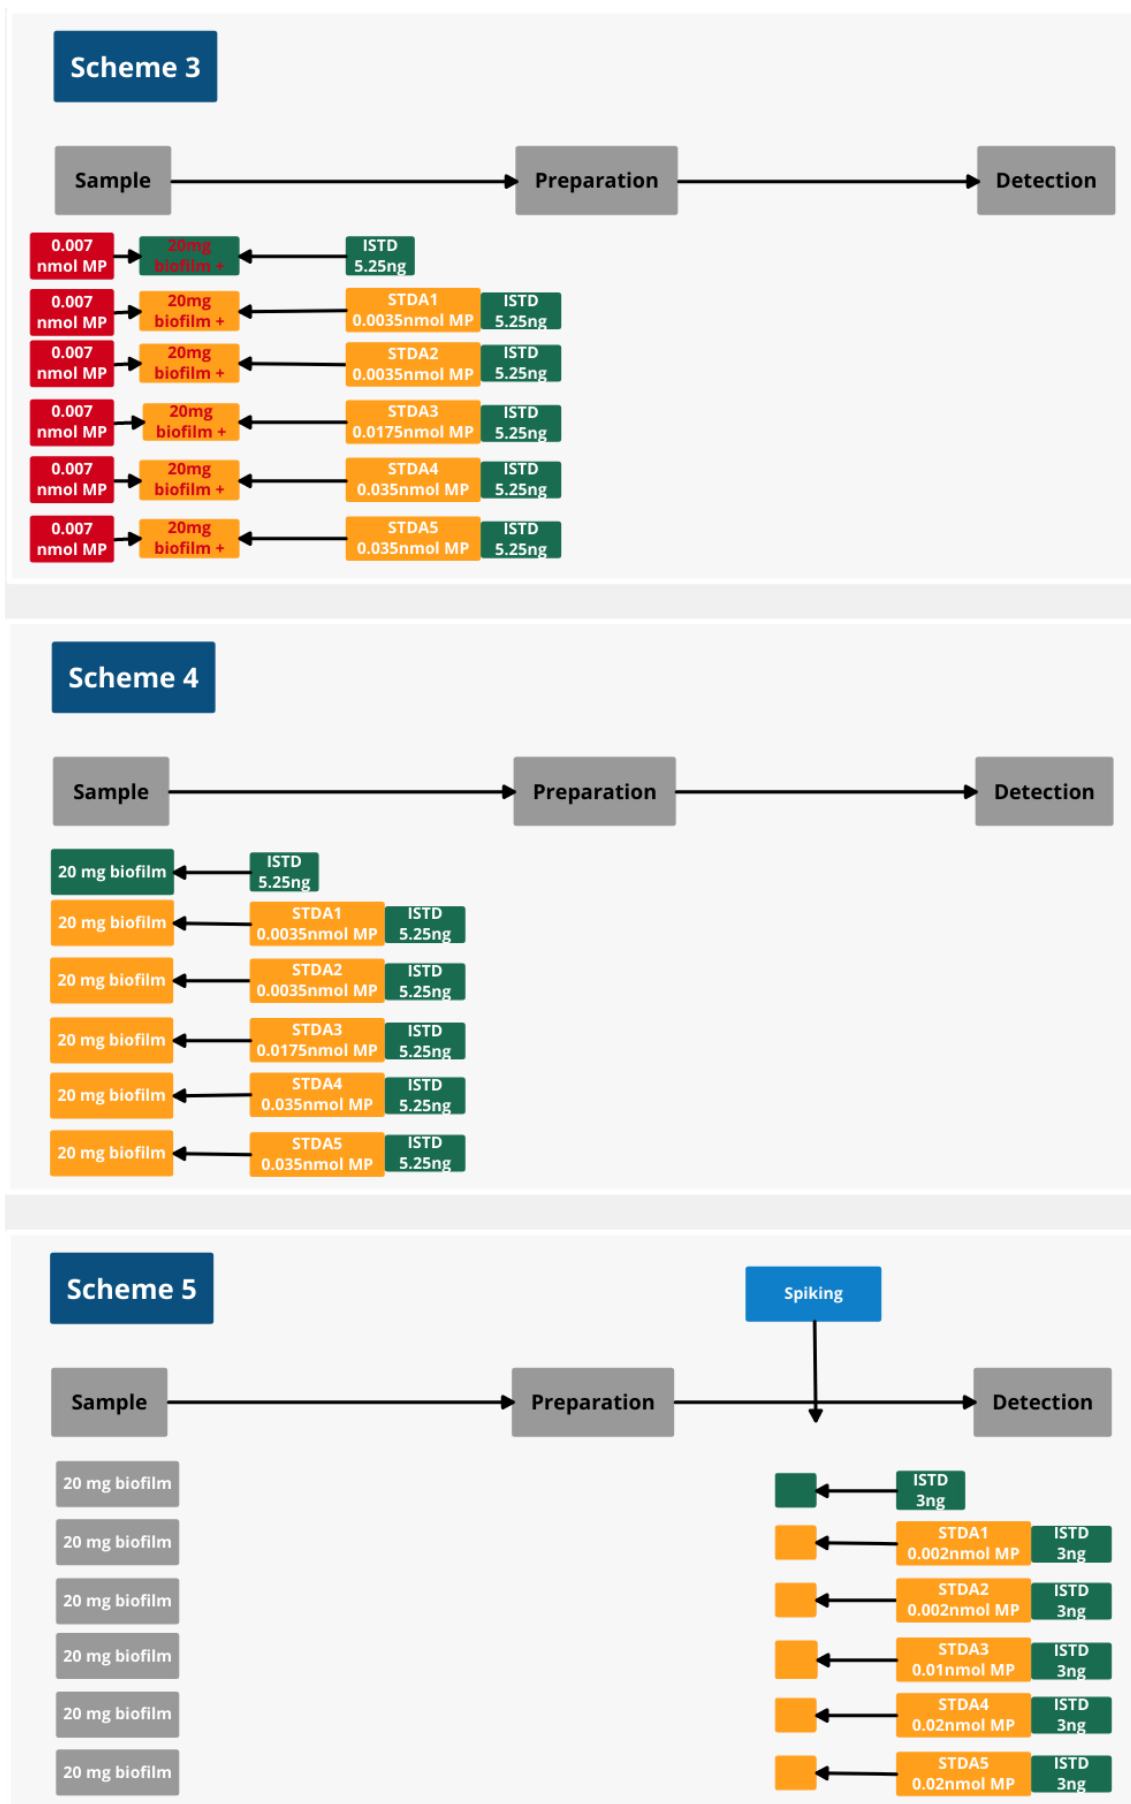 Scheme 3
Sample
Preparation
Detection
0.007
nmol MP
20mg
biofilm +
ISTD
5.25ng
0.007
nmol MP
20mg
biofilm +
STDA1
0.0035nmol MP
ISTD
5.25ng
0.007
nmol MP
20mg
biofilm +
STDA2
0.0035nmol MP
ISTD
5.25ng
0.007
nmol MP
20mg
biofilm +
STDA3
0.0175nmol MP
ISTD
5.25ng
0.007
nmol MP
20mg
biofilm +
STDA4
0.035nmol MP
ISTD
5.25ng
0.007
nmol MP
20mg
biofilm +
STDA5
0.035nmol MP
ISTD
5.25ng
Scheme 4
Sample
Preparation
Detection
20 mg biofilm
ISTD
5.25ng
20 mg biofilm
STDA1
0.0035nmol MP
ISTD
5.25ng
20 mg biofilm
STDA2
0.0035nmol MP
ISTD
5.25ng
20 mg biofilm
STDA3
0.0175nmol MP
ISTD
5.25ng
20 mg biofilm
STDA4
0.035nmol MP
ISTD
5.25ng
20 mg biofilm
STDA5
0.035nmol MP
ISTD
5.25ng
Scheme 5
Spiking
Sample
Preparation
Detection
20 mg biofilm
ISTD
3ng
20 mg biofilm
STDA1
0.002nmol MP
ISTD
3ng
20 mg biofilm
STDA2
0.002nmol MP
ISTD
3ng
20 mg biofilm
STDA3
0.01nmol MP
ISTD
3ng
20 mg biofilm
STDA4
0.02nmol MP
ISTD
3ng
20 mg biofilm
STDA5
0.02nmol MP
ISTD
3ng